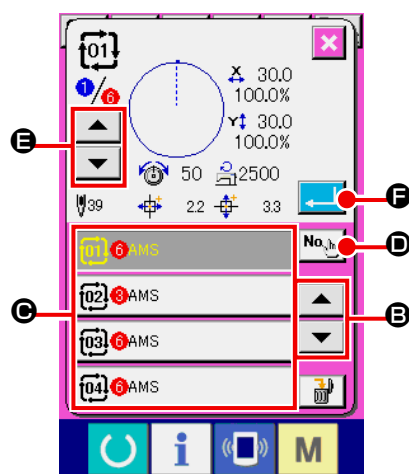 01
X 30.0
1/6 100.0%
Y 30.0
100.0%
E
50 2500
F
39 2.2 3.3
No.
D
01 6 AMS
02 3 AMS
C B
03 6 AMS
04 6 AMS
i M